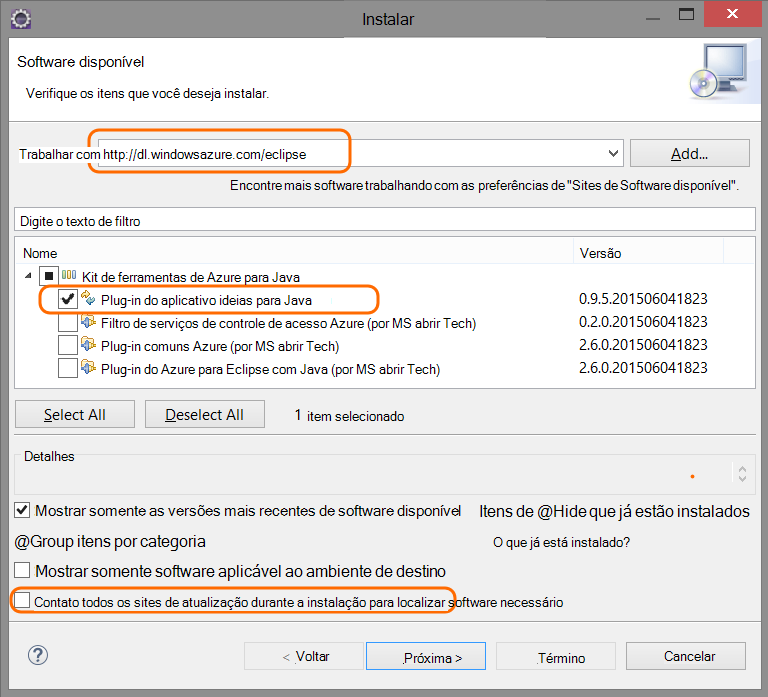 Instalar
Software disponível
Verifique os itens que você deseja instalar.
Trabalhar com http://dl.windowsazure.com/eclipse
Add...
Encontre mais software trabalhando com as preferências de "Sites de Software disponível".
Digite o texto de filtro
Nome Versão
Kit de ferramentas de Azure para Java
Plug-in do aplicativo ideias para Java 0.9.5.201506041823
Filtro de serviços de controle de acesso Azure (por MS abrir Tech) 0.2.0.201506041823
Plug-in comuns Azure (por MS abrir Tech) 2.6.0.201506041823
Plug-in do Azure para Eclipse com Java (por MS abrir Tech) 2.6.0.201506041823
Select All Deselect All 1 item selecionado
Detalhes
Mostrar somente as versões mais recentes de software disponível Itens de @Hide que já estão instalados
@Group itens por categoria O que já está instalado?
Mostrar somente software aplicável ao ambiente de destino
Contato todos os sites de atualização durante a instalação para localizar software necessário
? < Voltar Próxima > Término Cancelar